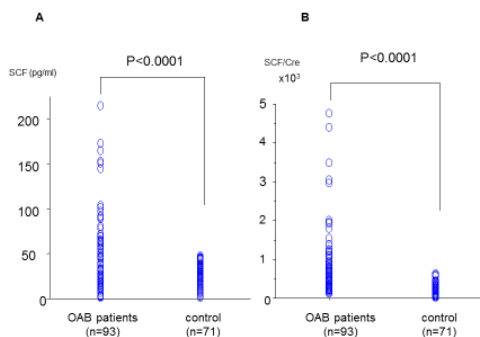 A
SCF (pg/ml)
P<0.0001
200
150
100
50
0
OAB patients
(n=93)
control
(n=71)
B
SCF/Cre
x10³
P<0.0001
5
4
3
2
1
0
OAB patients
(n=93)
control
(n=71)